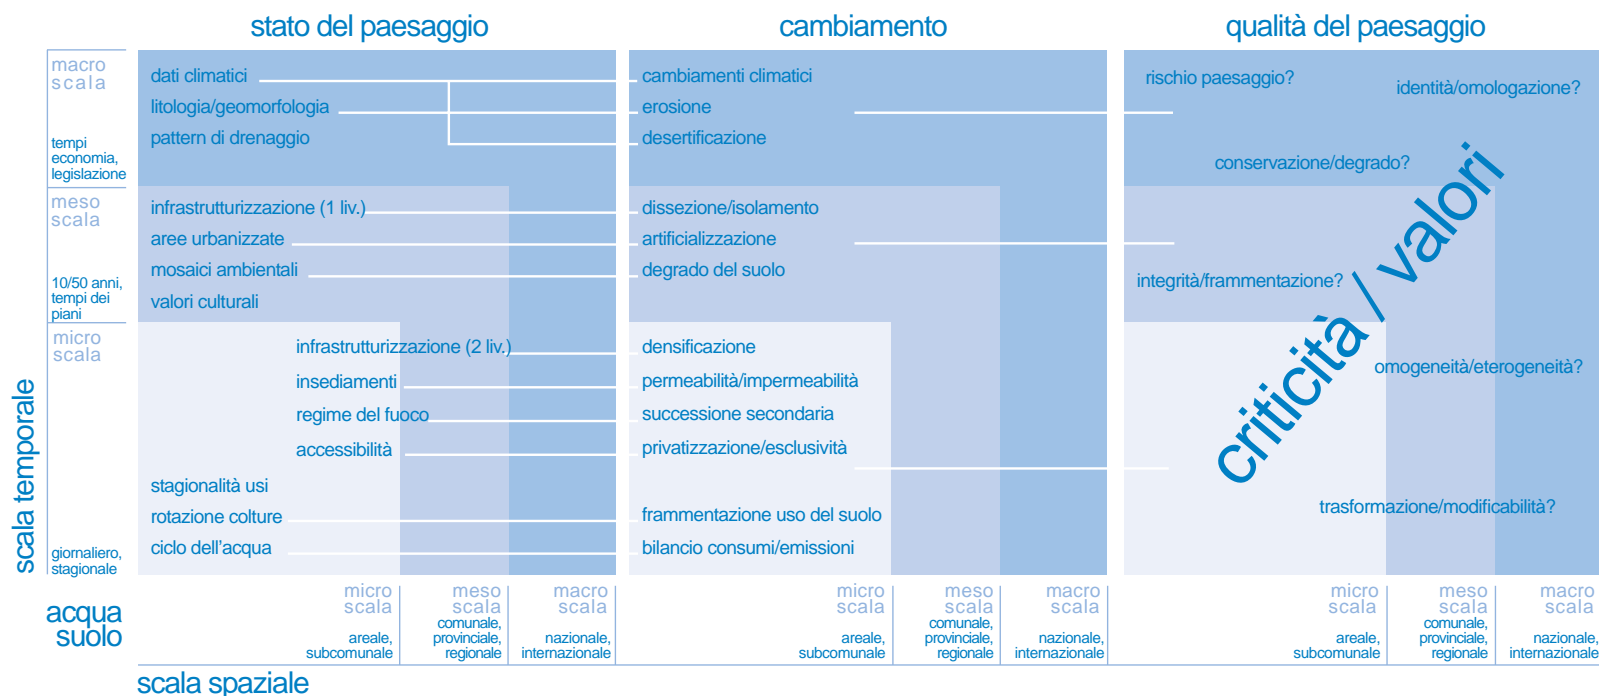 stato del paesaggio
cambiamento
qualità del paesaggio
macro
scala
tempi
economia,
legislazione
meso
scala
10/50 anni,
tempi dei
piani
micro
scala
giornaliero,
stagionale
scala temporale
dati climatici
litologia/geomorfologia
pattern di drenaggio
infrastrutturizzazione (1 liv.)
aree urbanizzate
mosaici ambientali
valori culturali
infrastrutturizzazione (2 liv.)
insediamenti
regime del fuoco
accessibilità
stagionalità usi
rotazione colture
ciclo dell'acqua
cambiamenti climatici
erosione
desertificazione
dissezione/isolamento
artificializzazione
degrado del suolo
densificazione
permeabilità/impermeabilità
successione secondaria
privatizzazione/esclusività
frammentazione uso del suolo
bilancio consumi/emissioni
rischio paesaggio?
identità/omologazione?
conservazione/degrado?
integrità/frammentazione?
criticità / valori
omogeneità/eterogeneità?
trasformazione/modificabilità?
acqua
suolo
micro
scala
areale,
subcomunale
meso
scala
comunale,
provinciale,
regionale
macro
scala
nazionale,
internazionale
micro
scala
areale,
subcomunale
meso
scala
comunale,
provinciale,
regionale
macro
scala
nazionale,
internazionale
micro
scala
areale,
subcomunale
meso
scala
comunale,
provinciale,
regionale
macro
scala
nazionale,
internazionale
scala spaziale